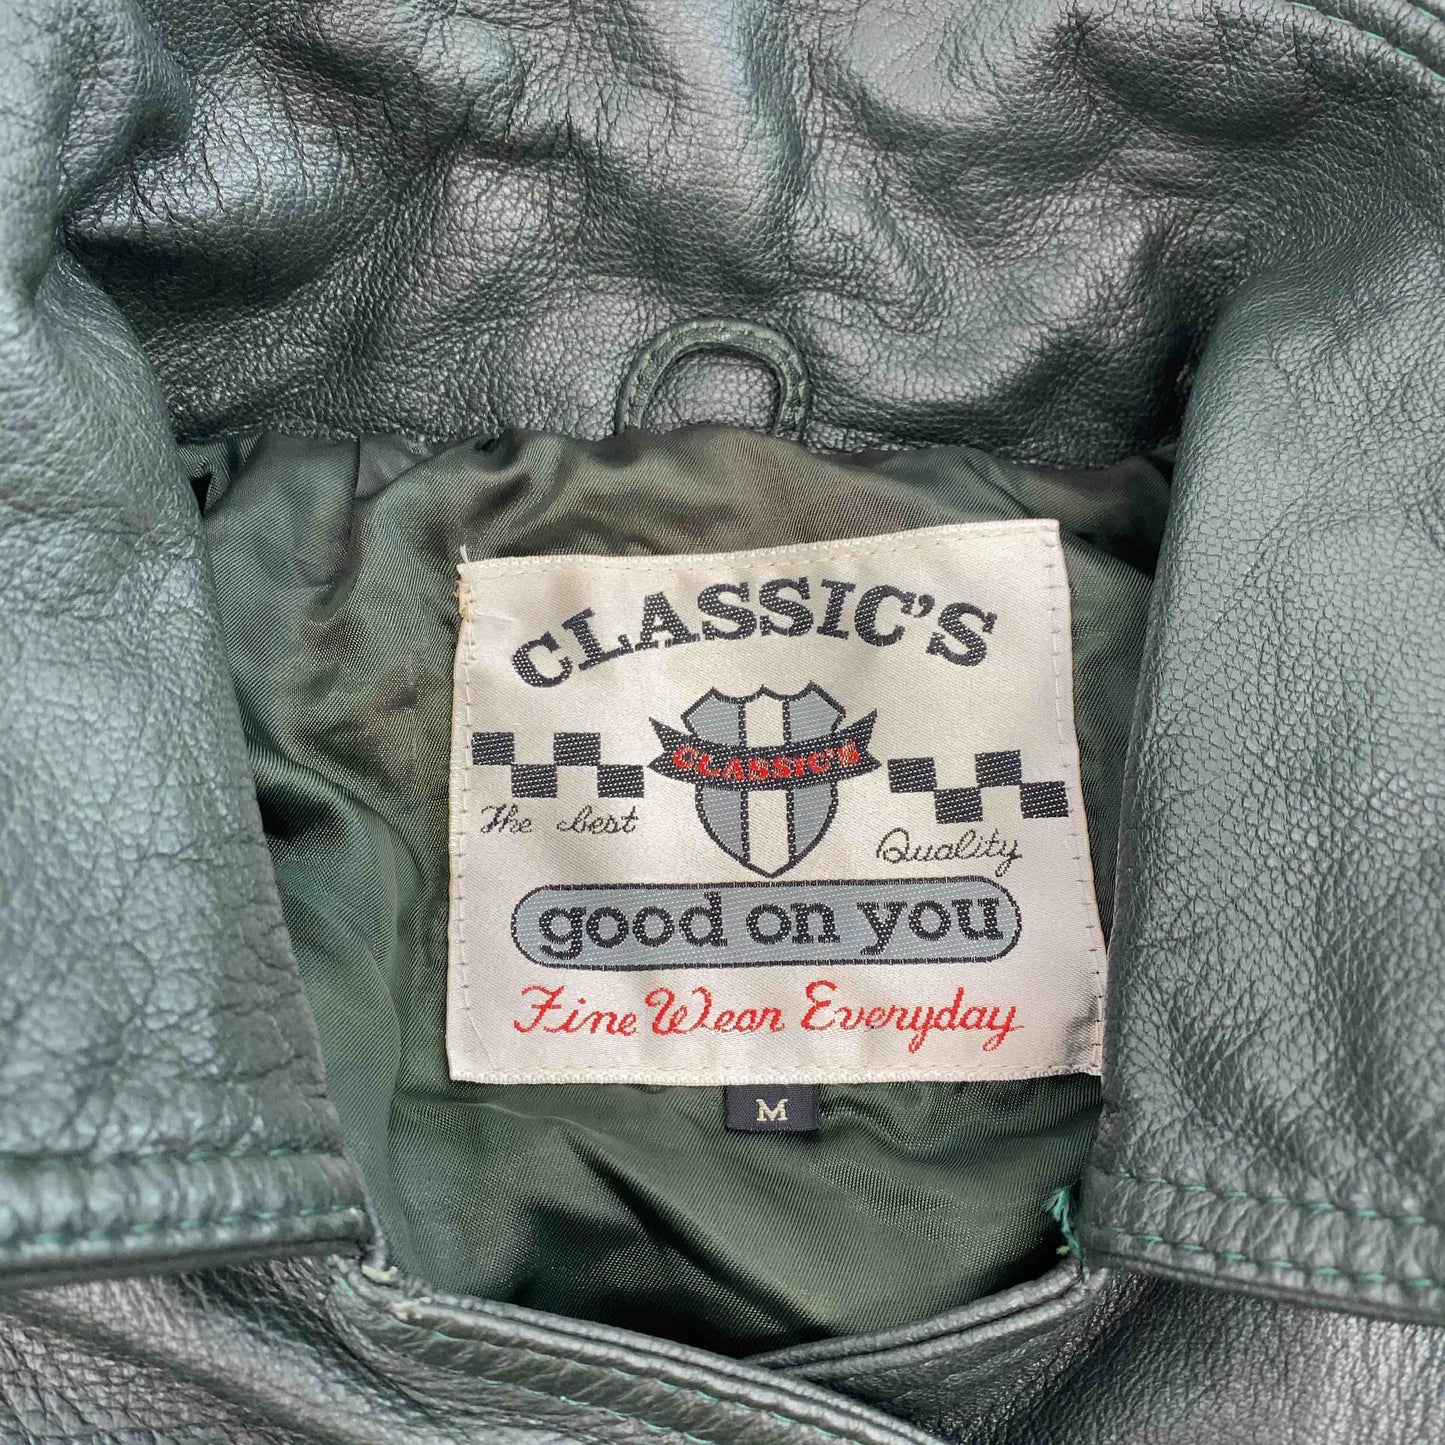 CLASSIC'S
CLASSIC'S
The best
Quality
good on you
Fine Wear Everyday
M